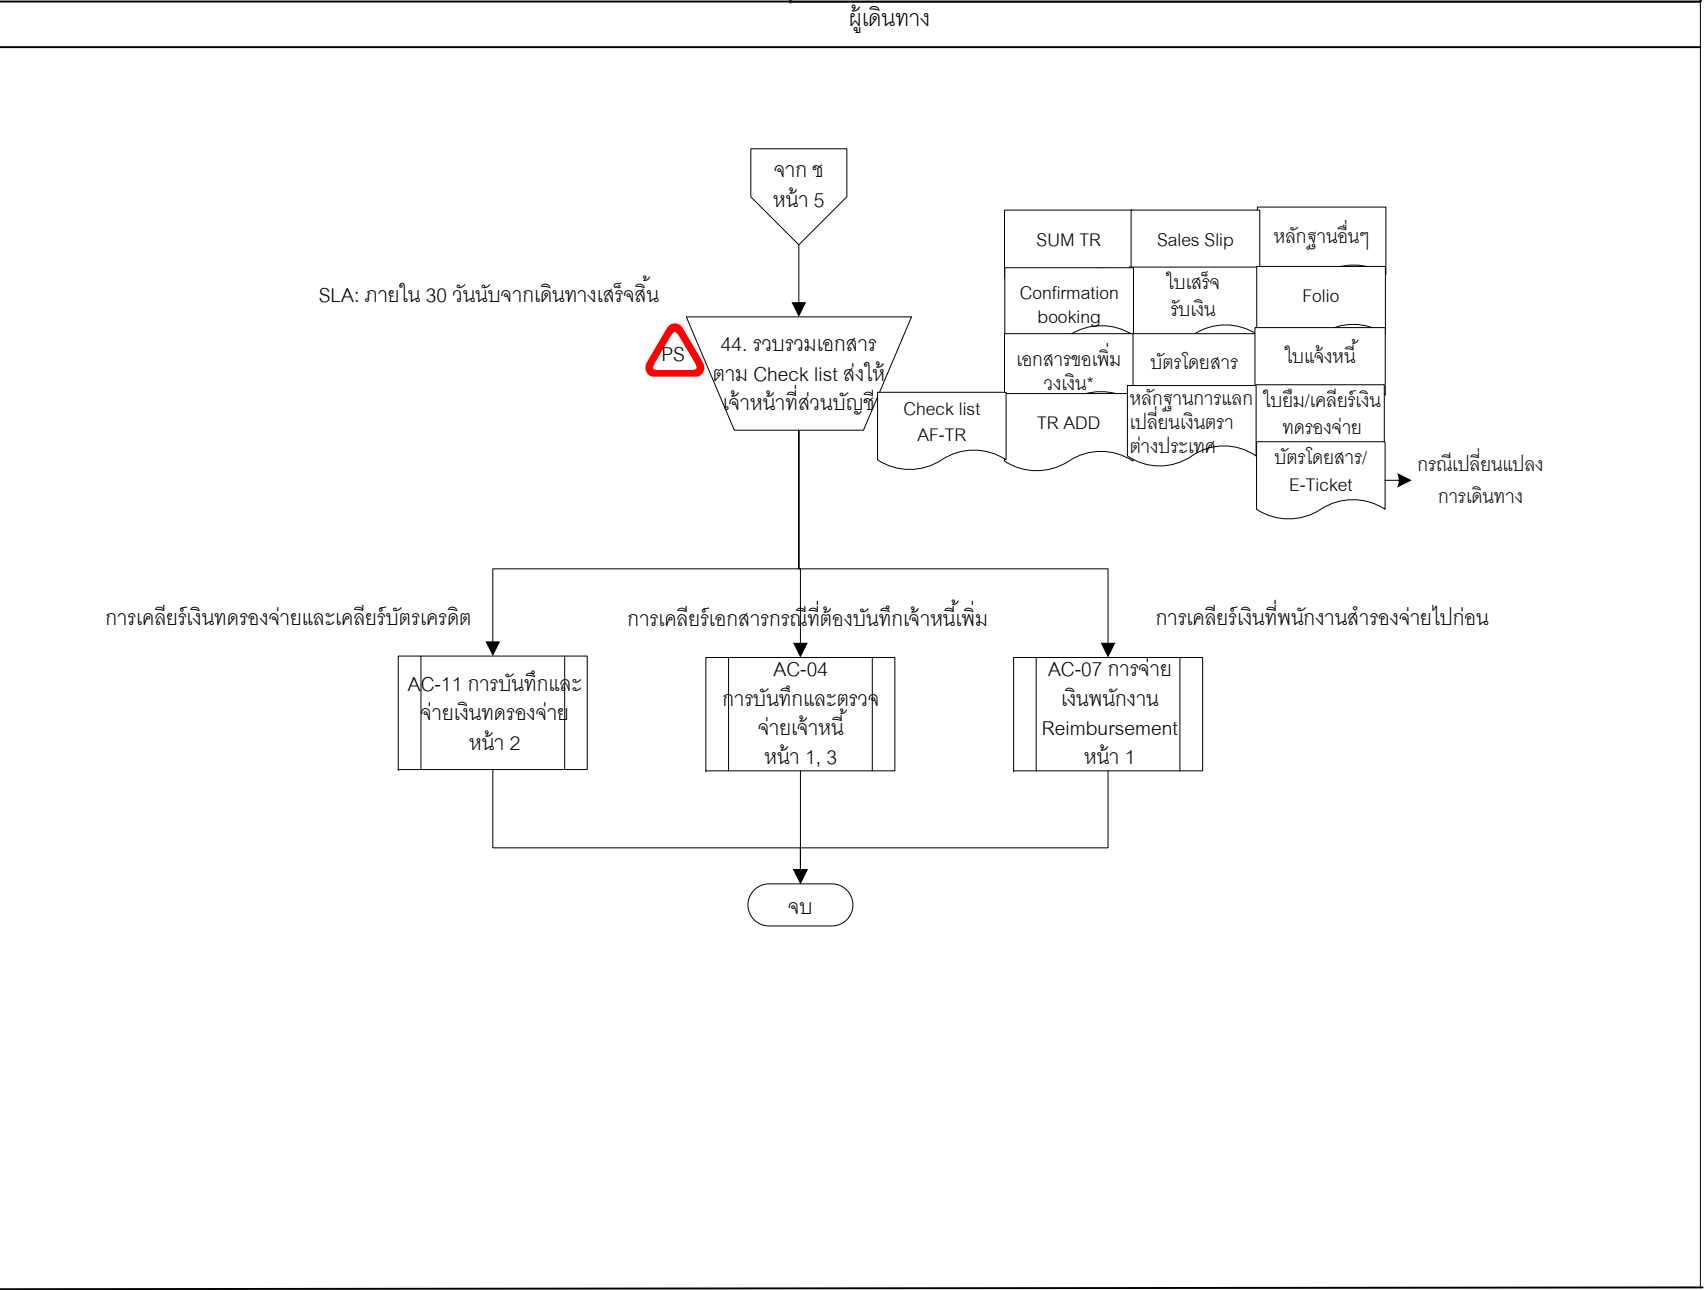 ผู้เดินทาง
จาก ช
หน้า 5
SLA: ภายใน 30 วันนับจากเดินทางเสร็จสิ้น
PS
44. รวบรวมเอกสาร
ตาม Check list ส่งให้
เจ้าหน้าที่ส่วนบัญชี
SUM TR
Sales Slip
หลักฐานอื่นๆ
Confirmation
booking
ใบเสร็จ
รับเงิน
Folio
เอกสารขอเพิ่ม
วงเงิน*
บัตรโดยสาร
ใบแจ้งหนี้
Check list
AF-TR
TR ADD
หลักฐานการแลก
เปลี่ยนเงินตรา
ต่างประเทศ
ใบยืม/เคลียร์เงิน
ทดรองจ่าย
บัตรโดยสาร/
E-Ticket
กรณีเปลี่ยนแปลง
การเดินทาง
การเคลียร์เงินทดรองจ่ายและเคลียร์บัตรเครดิต
การเคลียร์เอกสารกรณีที่ต้องบันทึกเจ้าหนี้เพิ่ม
การเคลียร์เงินที่พนักงานสำรองจ่ายไปก่อน
AC-11 การบันทึกและ
จ่ายเงินทดรองจ่าย
หน้า 2
AC-04
การบันทึกและตรวจ
จ่ายเจ้าหนี้
หน้า 1, 3
AC-07 การจ่าย
เงินพนักงาน
Reimbursement
หน้า 1
จบ